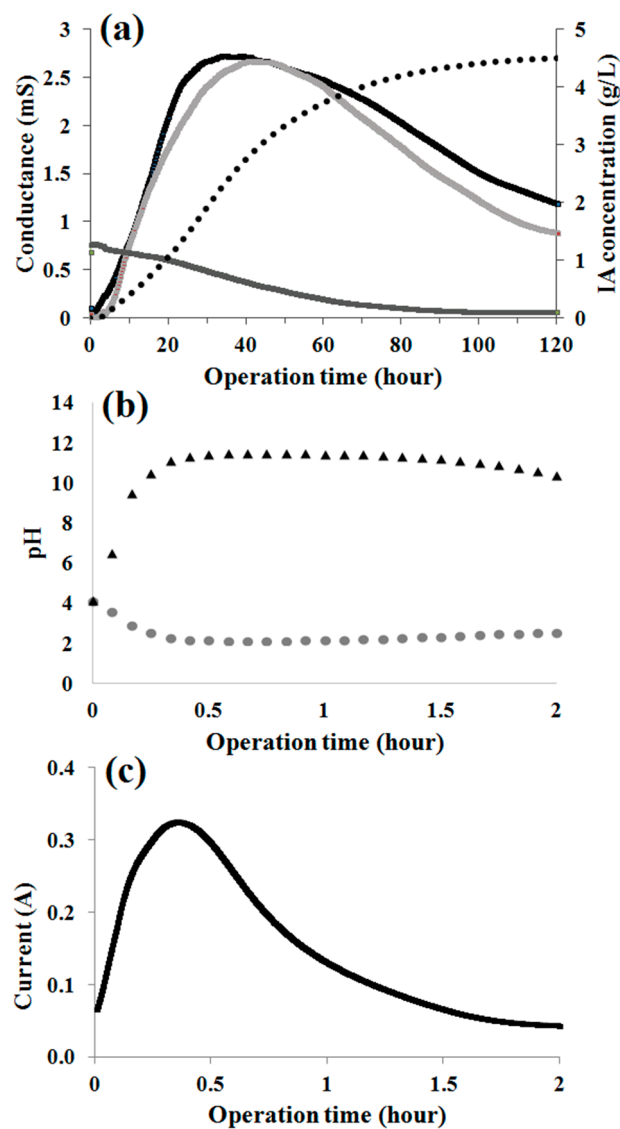 (a)
Conductance (mS)
3
2.5
2
1.5
1
0.5
0
5
4
3
2
1
0
IA concentration (g/L)
0 20 40 60 80 100 120
Operation time (hour)
(b)
pH
14
12
10
8
6
4
2
0
0 0.5 1 1.5 2
Operation time (hour)
(c)
Current (A)
0.4
0.3
0.2
0.1
0.0
0 0.5 1 1.5 2
Operation time (hour)